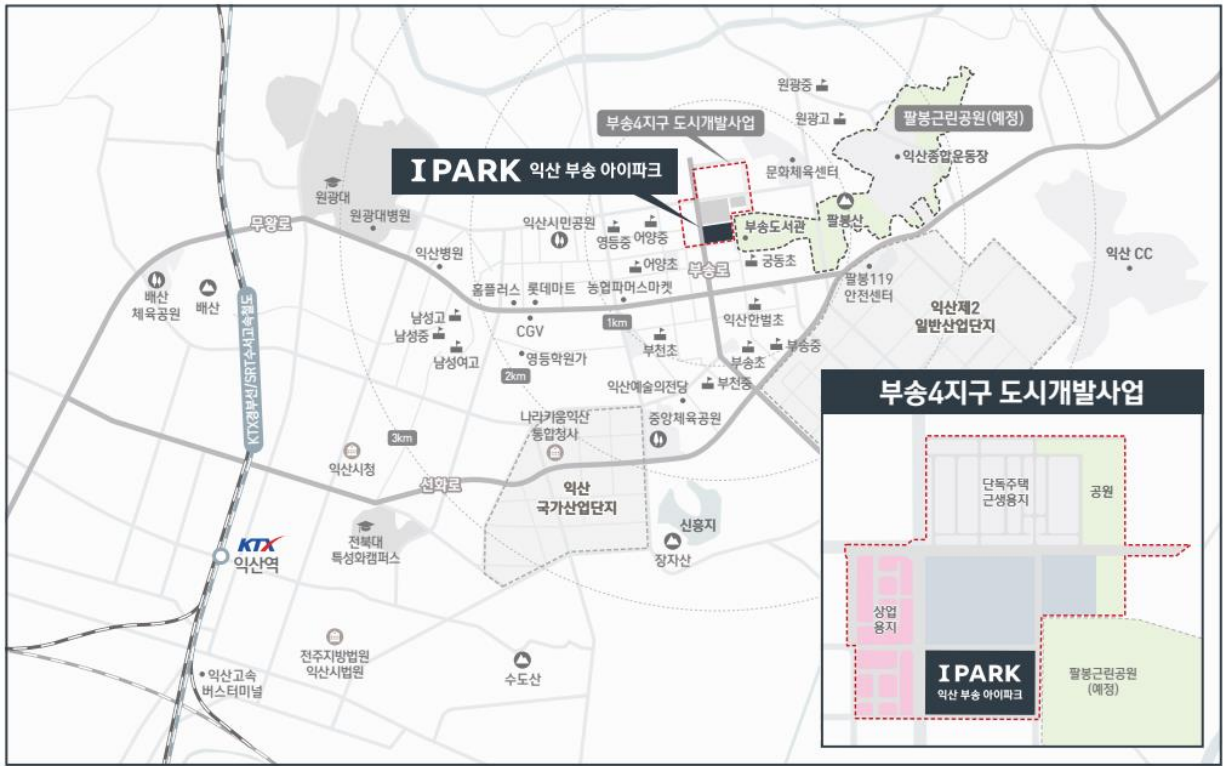 원광중
부송4지구 도시개발사업
원광고
팔봉근린공원(예정)
익산종합운동장
문화체육센터
I PARK 익산 부송 아이파크
원광대
원광대병원
무왕로
익산시민공원
영등중
어양중
부송도서관
팔봉산
익산병원
어양초
부송로
궁동초
익산 CC
배산
체육공원
배산
홈플러스
롯데마트
농협파머스마켓
팔봉119
안전센터
KTX경부선/SRT수서고속철도
남성고
남성중
남성여고
CGV
1km
익산한벌초
익산제2
일반산업단지
영등학원가
부천초
부송초
부송중
2km
익산예술의전당
부천중
나라키움익산
통합청사
중앙체육공원
3km
익산시청
선화로
익산
국가산업단지
신흥지
장자산
전북대
특성화캠퍼스
KTX
익산역
전주지방법원
익산시법원
익산고속
버스터미널
수도산
부송4지구 도시개발사업
단독주택
근생용지
공원
상업
용지
I PARK
익산 부송 아이파크
팔봉근린공원
(예정)